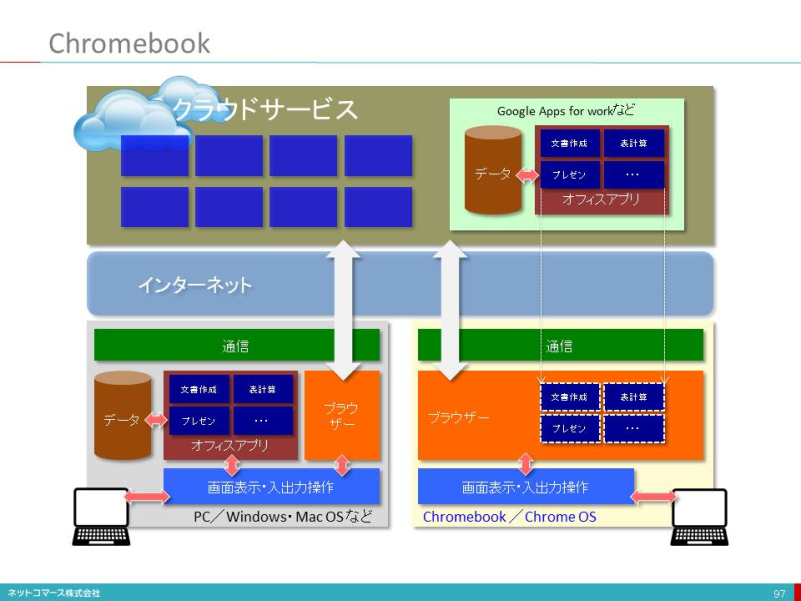 Chromebook
クラウドサービス
Google Apps for workなど
データ
文書作成
表計算
プレゼン
・・・
オフィスアプリ
インターネット
通信
データ
文書作成
表計算
プレゼン
・・・
オフィスアプリ
ブラウ
ザー
画面表示・入出力操作
PC／Windows・Mac OSなど
通信
ブラウザー
文書作成
表計算
プレゼン
・・・
画面表示・入出力操作
Chromebook ／Chrome OS
ネットコマース株式会社
97